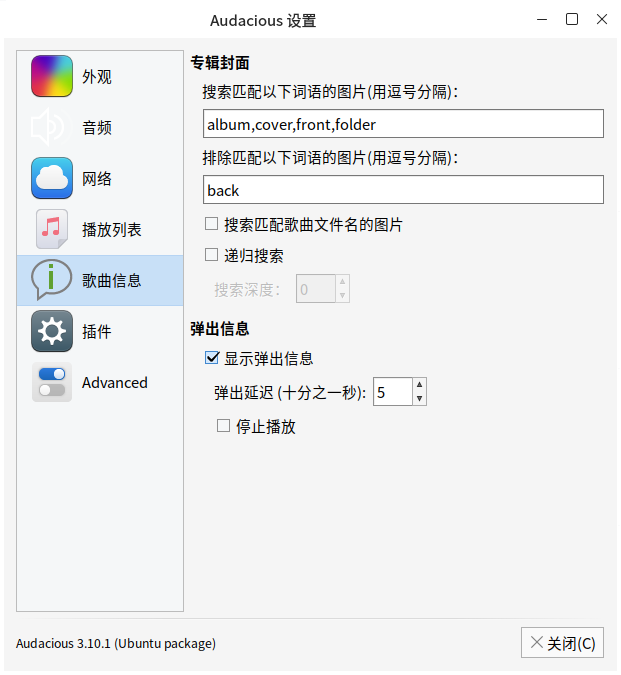 Audacious 设置
外观
音频
网络
播放列表
歌曲信息
插件
Advanced
专辑封面
搜索匹配以下词语的图片(用逗号分隔)：
album,cover,front,folder
排除匹配以下词语的图片(用逗号分隔)：
back
搜索匹配歌曲文件名的图片
递归搜索
搜索深度： 0
弹出信息
显示弹出信息
弹出延迟 (十分之一秒): 5
停止播放
Audacious 3.10.1 (Ubuntu package)
关闭(C)